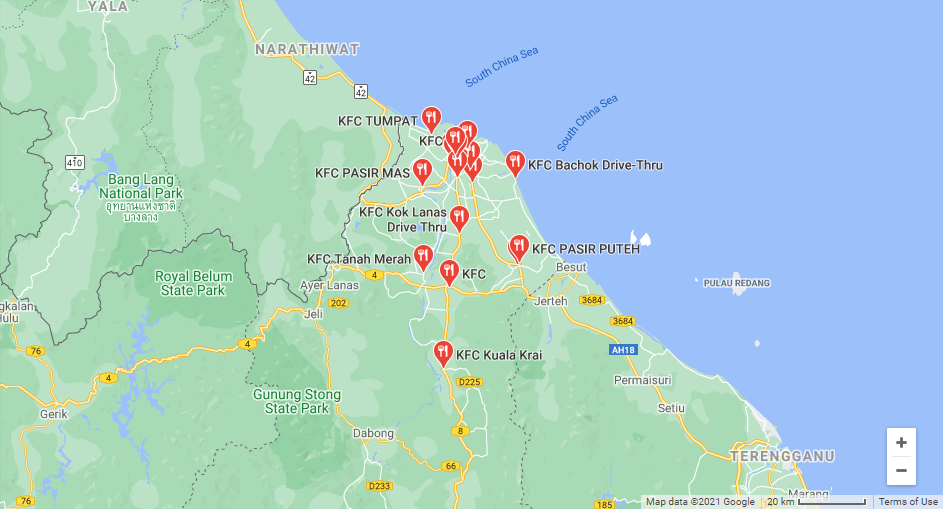 YALA
NARATHIWAT
South China Sea
42
42
KFC TUMPAT
South China Sea
KFC
410
KFC Bachok Drive-Thru
KFC PASIR MAS
Bang Lang
National Park
อุทยานแห่งชาติ
บางลาง
KFC Kok Lanas
Drive Thru
KFC PASIR PUTEH
KFC Tanah Merah
Besut
Royal Belum
State Park
4
KFC
Ayer Lanas
PULAU REDANG
202
Jerteh
3684
Jeli
3684
ngkalan
Hulu
76
4
AH18
KFC Kuala Krai
4
D225
Permaisuri
Gunung Stong
State Park
Setiu
Gerik
8
Dabong
TERENGGANU
66
D233
Marang
76
185
+
−
Map data ©2021 Google
20 km
Terms of Use